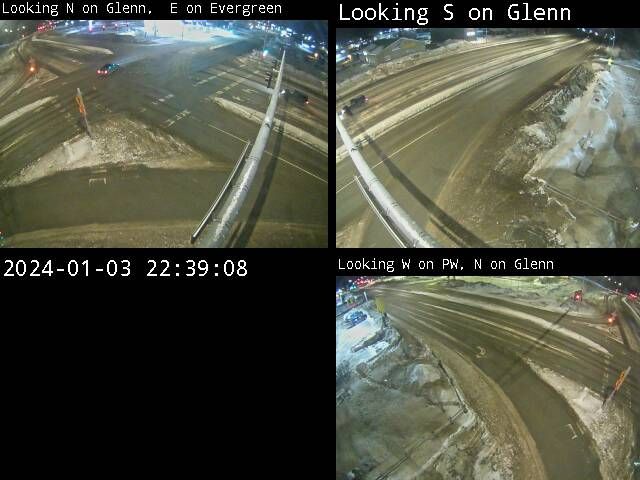 Looking N on Glenn,  E on Evergreen
Looking S on Glenn
2024-01-03 22:39:08
Looking W on PW, N on Glenn